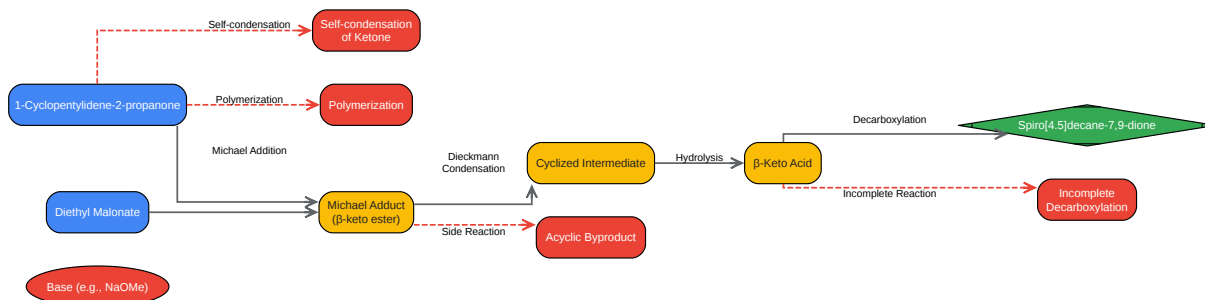 Self-condensation
Self-condensation
of Ketone
1-Cyclopentylidene-2-propanone
Polymerization
Polymerization
Michael Addition
Diethyl Malonate
Michael Adduct
(β-keto ester)
Dieckmann
Condensation
Cyclized Intermediate
Side Reaction
Acyclic Byproduct
Hydrolysis
β-Keto Acid
Decarboxylation
Spiro[4.5]decane-7,9-dione
Incomplete Reaction
Incomplete
Decarboxylation
Base (e.g., NaOMe)